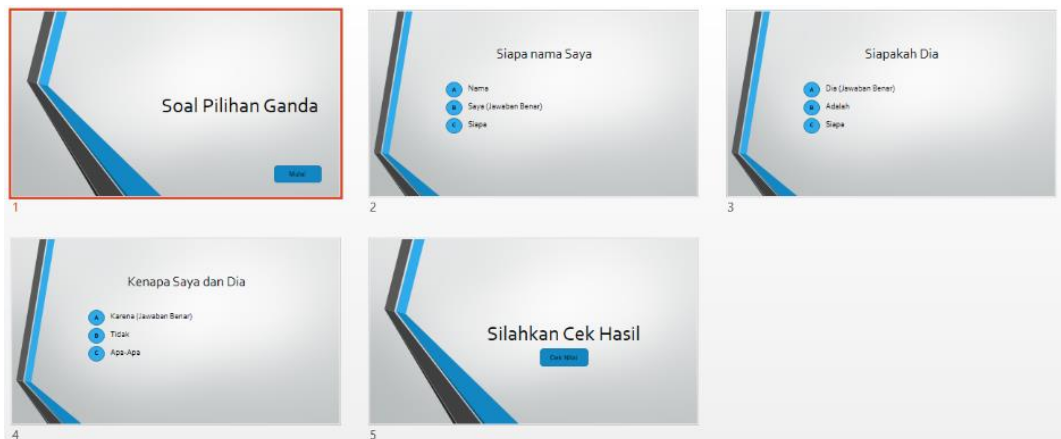 Soal Pilihan Ganda
Mulai
1
Siapa nama Saya
A Nama
B Saya (Jawaban Benar)
C Siapa
2
Siapakah Dia
A Dia (Jawaban Benar)
B Adalah
C Siapa
3
Kenapa Saya dan Dia
A Karena (Jawaban Benar)
B Tidak
C Apa-Apa
4
Silahkan Cek Hasil
Cek Nilai
5